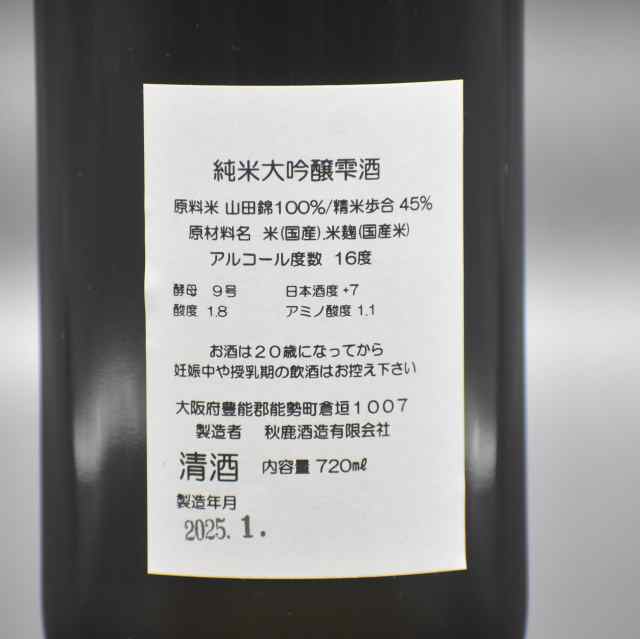 純米大吟醸雫酒
原料米 山田錦100%/精米歩合 45%
原材料名 米(国産)、米麹(国産米)
アルコール度数 16度
酵母 9号 日本酒度 +7
酸度 1.8 アミノ酸度 1.1
お酒は20歳になってから
妊娠中や授乳期の飲酒はお控え下さい
大阪府豊能郡能勢町倉垣1007
製造者 秋鹿酒造有限会社
清酒 内容量 720㎖
製造年月
2025.1.